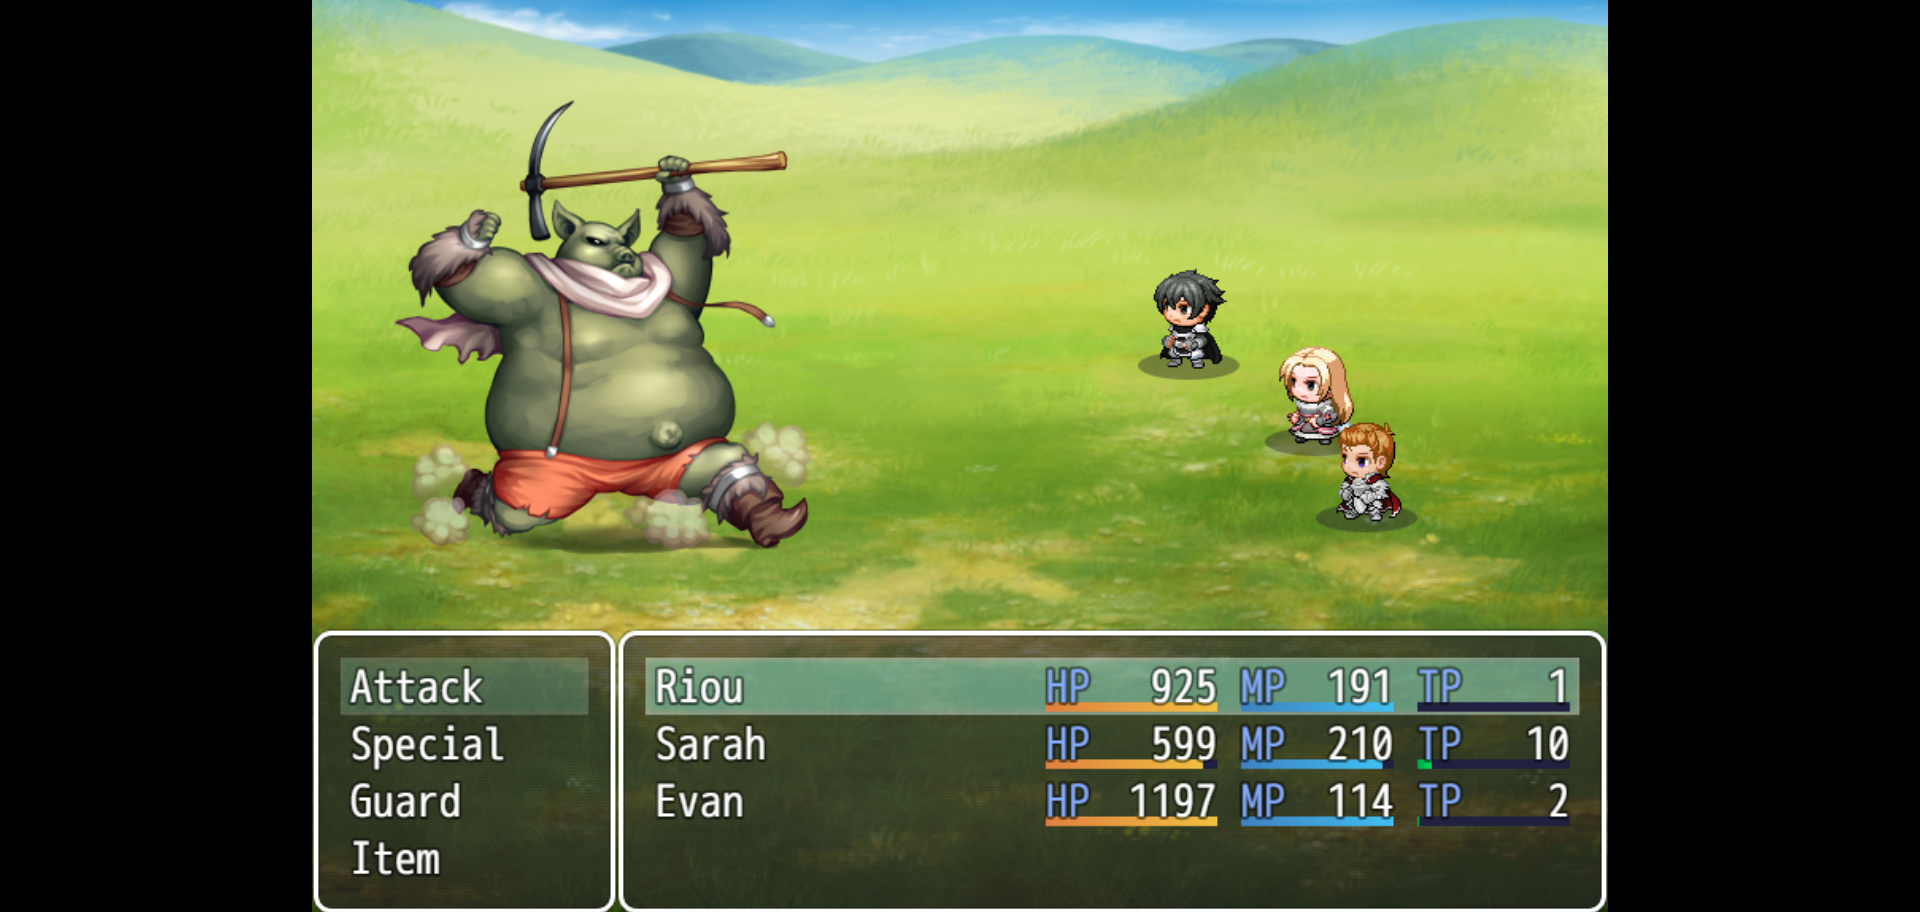 Attack
Special
Guard
Item
Riou HP 925 MP 191 TP 1
Sarah HP 599 MP 210 TP 10
Evan HP 1197 MP 114 TP 2